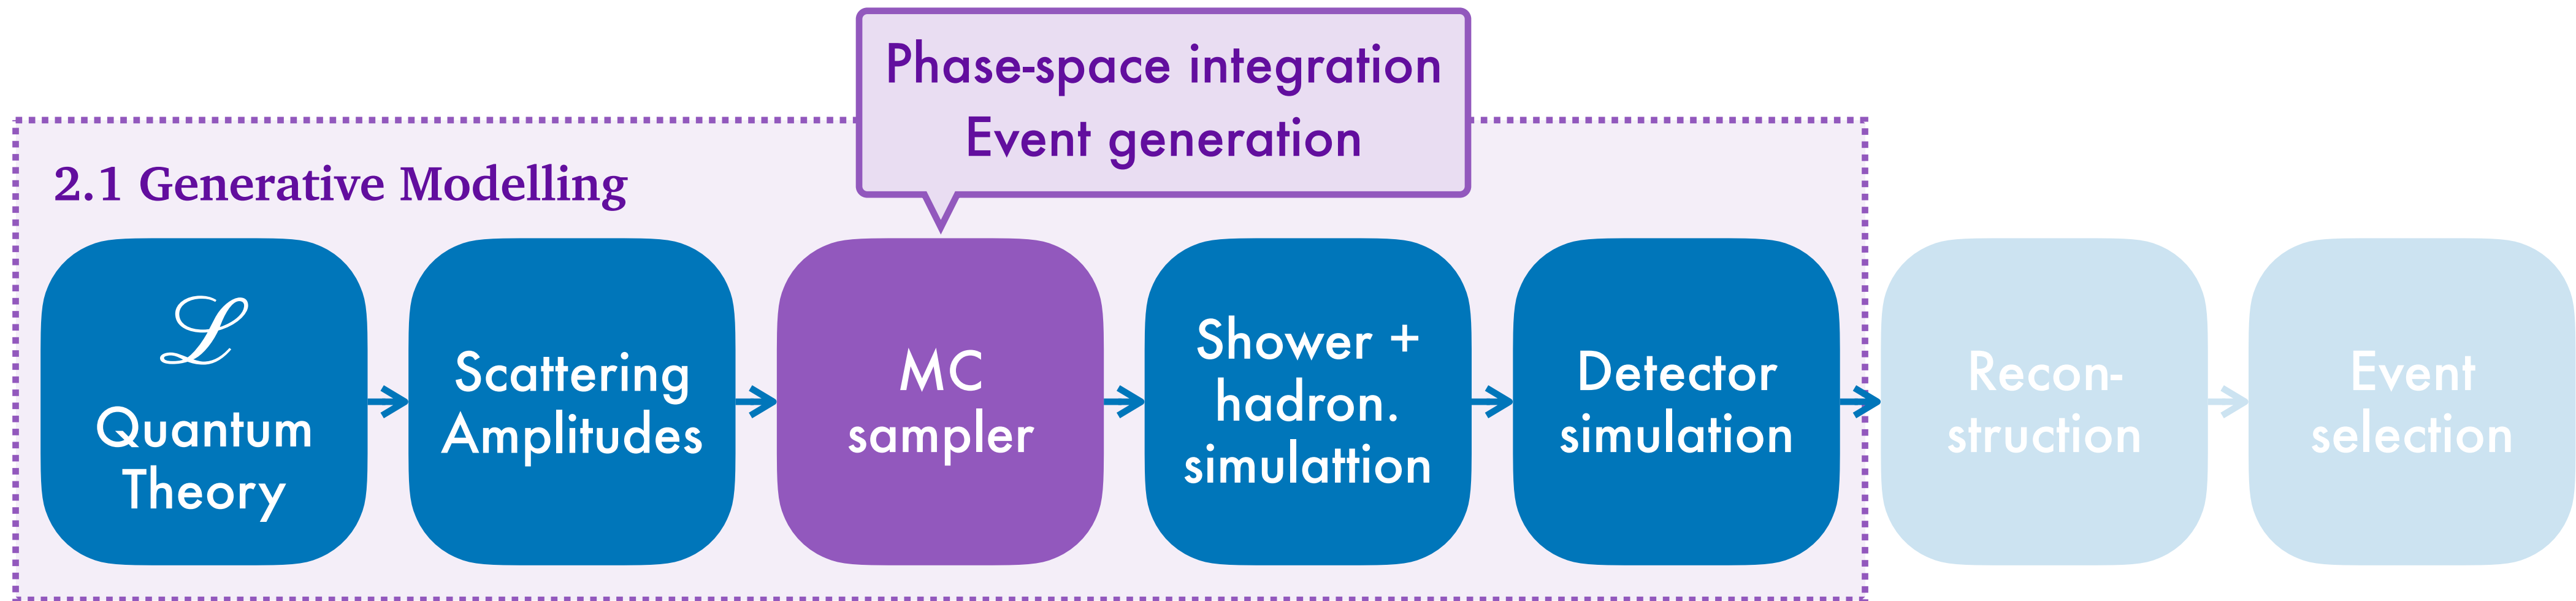 Phase-space integration
Event generation
2.1 Generative Modelling
ℒ
Quantum
Theory
Scattering
Amplitudes
MC
sampler
Shower +
hadron.
simulattion
Detector
simulation
Recon-
struction
Event
selection